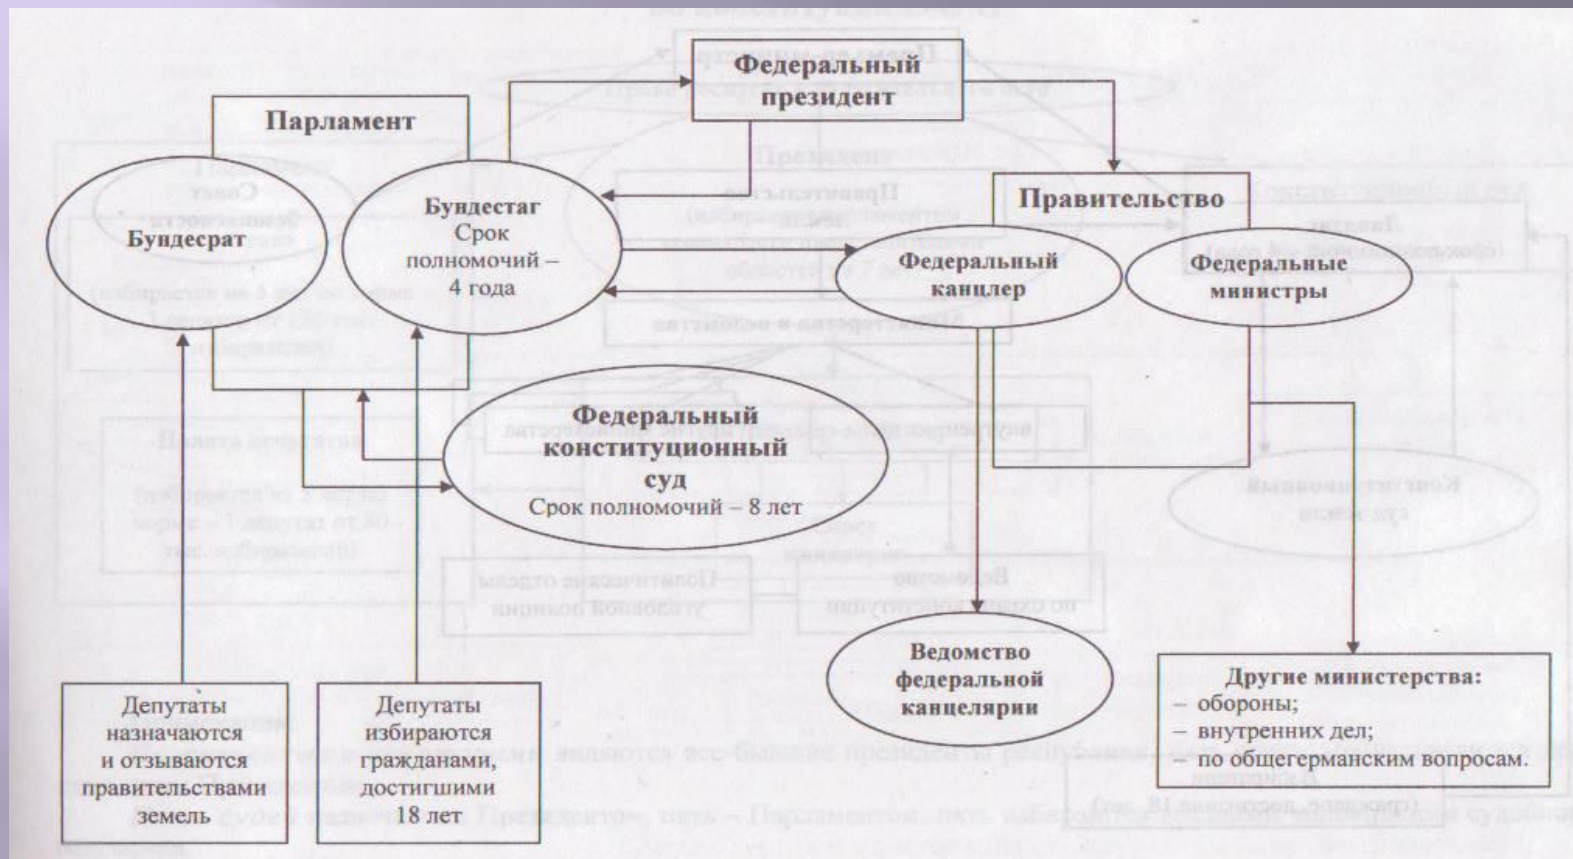 Федеральный
президент
Парламент
Бундесрат
Бундестаг
Срок
полномочий –
4 года
Правительство
Федеральный
канцлер
Федеральные
министры
Федеральный
конституционный
суд
Срок полномочий – 8 лет
Ведомство
федеральной
канцелярии
Другие министерства:
– обороны;
– внутренних дел;
– по общегерманским вопросам.
Депутаты
назначаются
и отзываются
правительствами
земель
Депутаты
избираются
гражданами,
достигшими
18 лет